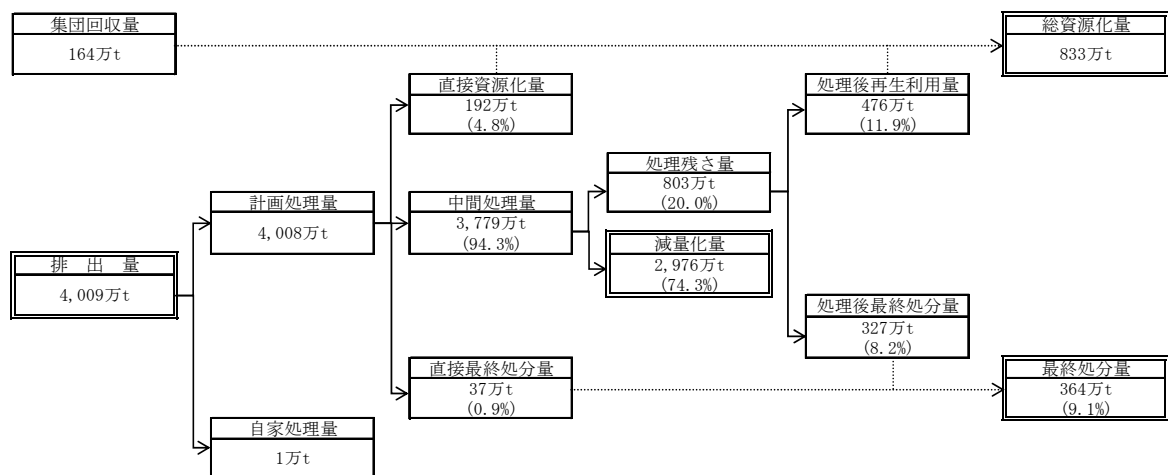 集団回収量
164万t
総資源化量
833万t
直接資源化量
192万t
(4.8%)
処理後再生利用量
476万t
(11.9%)
処理残さ量
803万t
(20.0%)
計画処理量
4,008万t
中間処理量
3,779万t
(94.3%)
減量化量
2,976万t
(74.3%)
排 出 量
4,009万t
処理後最終処分量
327万t
(8.2%)
直接最終処分量
37万t
(0.9%)
最終処分量
364万t
(9.1%)
自家処理量
1万t